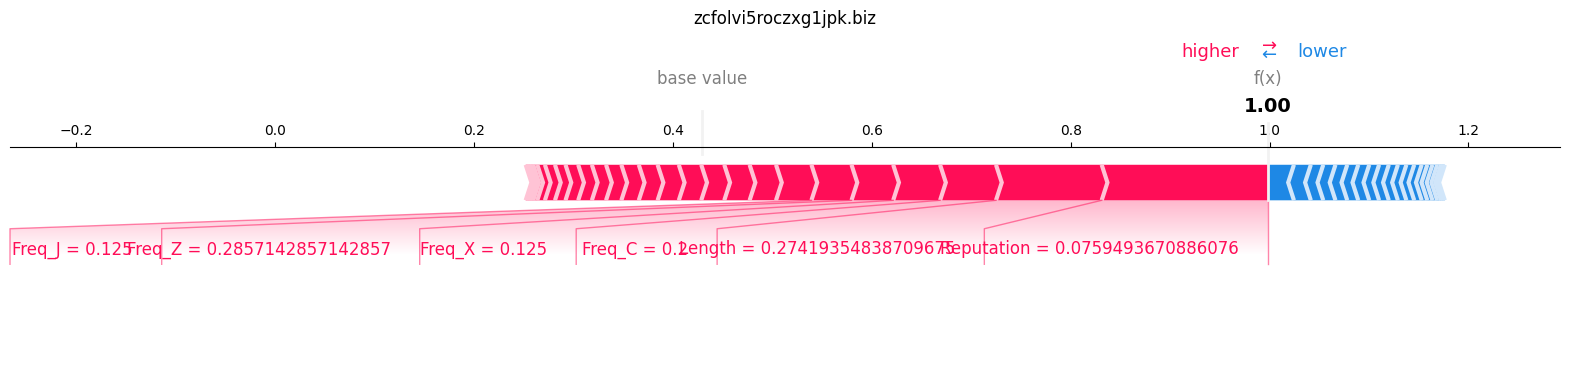 zcfolvi5roczxg1jpk.biz
higher ⇄ lower
base value f(x)
1.00
−0.2 0.0 0.2 0.4 0.6 0.8 1.0 1.2
Freq_J = 0.125 Freq_Z = 0.2857142857142857 Freq_X = 0.125 Freq_C = 0.2 Length = 0.27419354838709675 Reputation = 0.0759493670886076